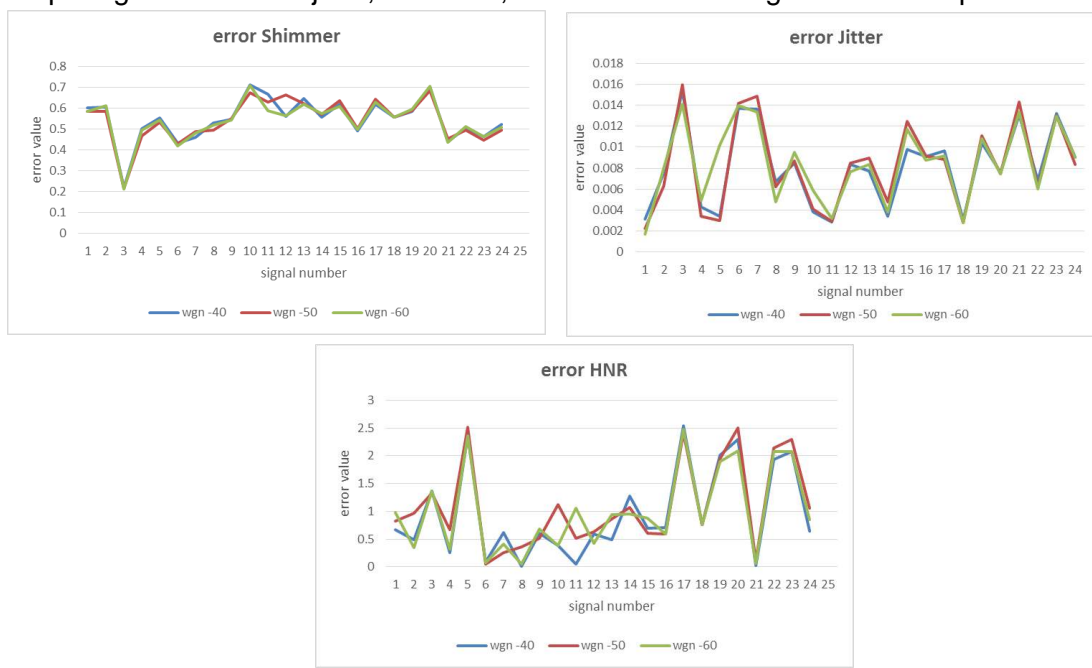 error Shimmer
0.8
0.7
0.6
0.5
0.4
0.3
0.2
0.1
0
error value
1 2 3 4 5 6 7 8 9 10 11 12 13 14 15 16 17 18 19 20 21 22 23 24 25
signal number
wgn -40 wgn -50 wgn -60
error Jitter
0.018
0.016
0.014
0.012
0.01
0.008
0.006
0.004
0.002
0
error value
1 2 3 4 5 6 7 8 9 10 11 12 13 14 15 16 17 18 19 20 21 22 23 24
signal number
wgn -40 wgn -50 wgn -60
error HNR
3
2.5
2
1.5
1
0.5
0
error value
1 2 3 4 5 6 7 8 9 10 11 12 13 14 15 16 17 18 19 20 21 22 23 24 25
signal number
wgn -40 wgn -50 wgn -60